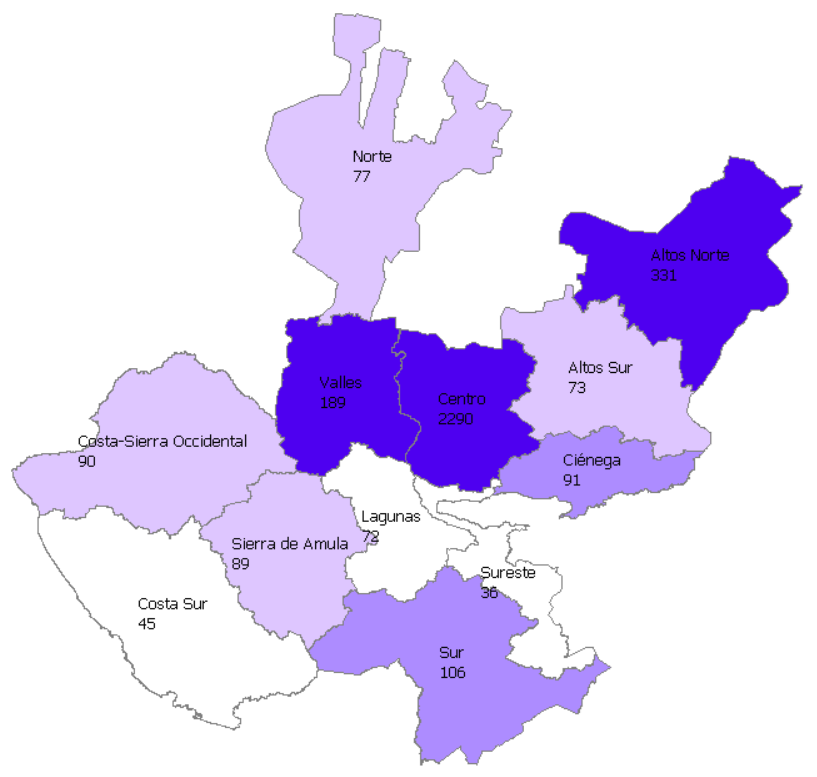 Norte
77
Altos Norte
331
Altos Sur
73
Valles
189
Centro
2290
Costa-Sierra Occidental
90
Ciénega
91
Lagunas
72
Sierra de Amula
89
Sureste
36
Costa Sur
45
Sur
106